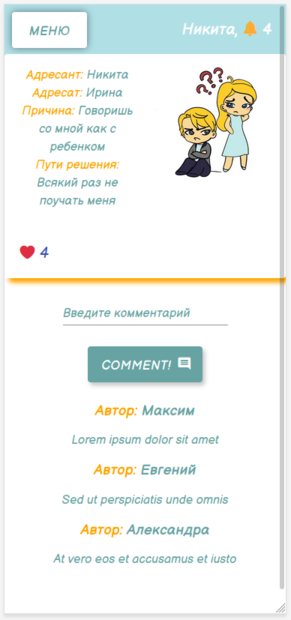 МЕНЮ
Никита, 4
Адресант: Никита
Адресат: Ирина
Причина: Говоришь
со мной как с
ребенком
Пути решения:
Всякий раз не
поучать меня
???
4
Введите комментарий
COMMENT!
Автор: Максим
Lorem ipsum dolor sit amet
Автор: Евгений
Sed ut perspiciatis unde omnis
Автор: Александра
At vero eos et accusamus et iusto